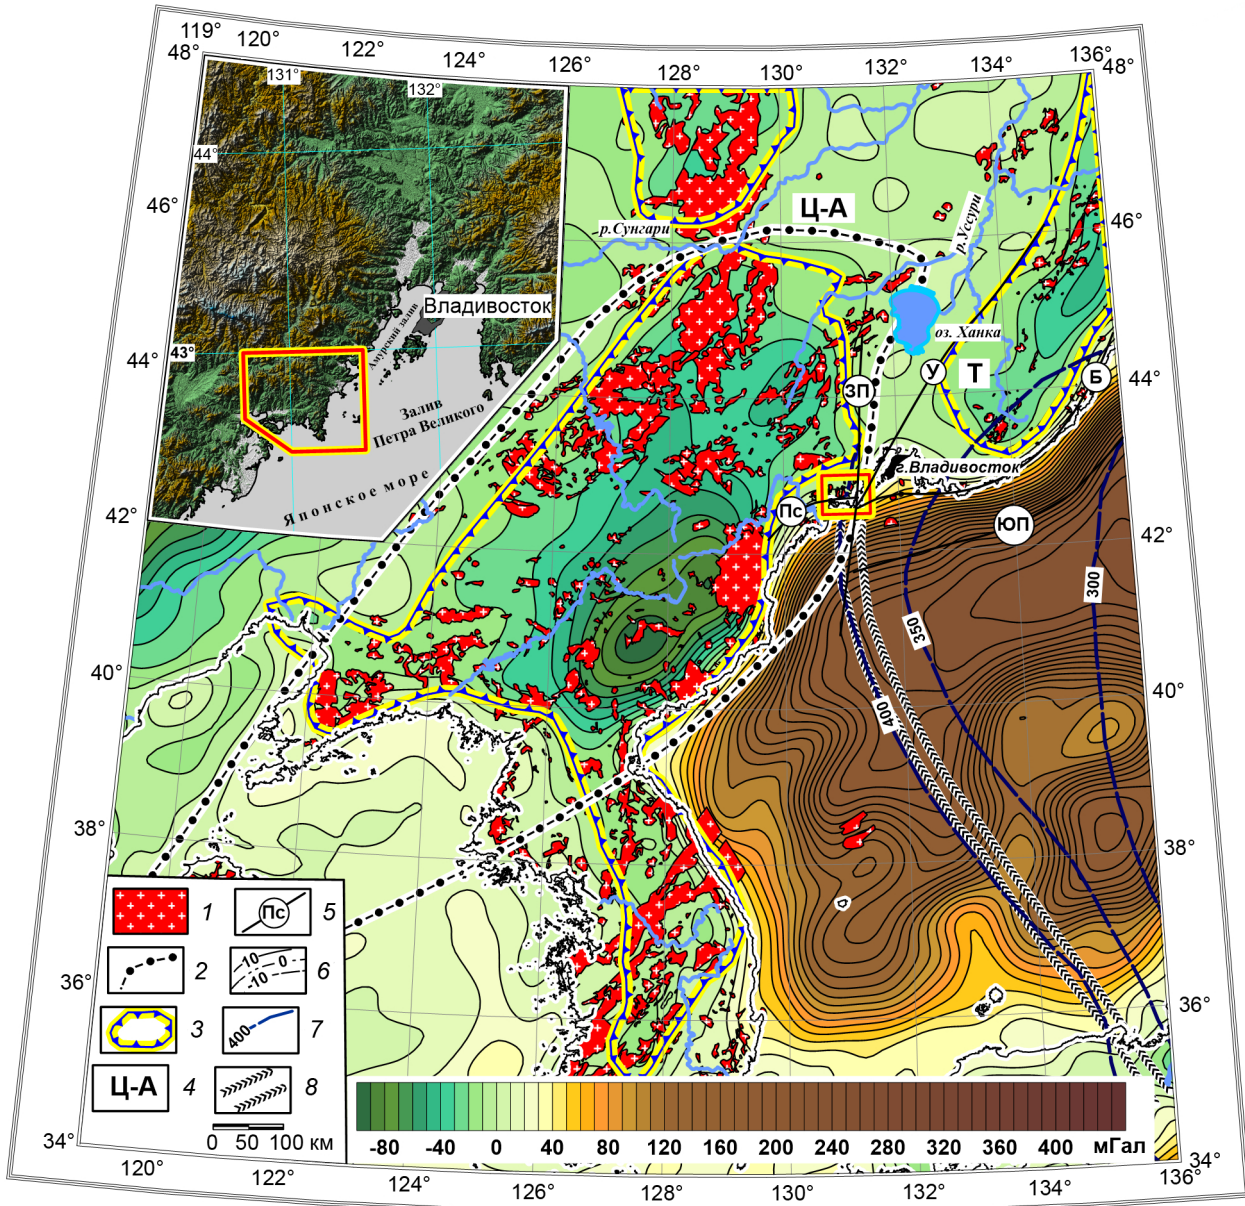 119° 120° 122° 124° 126° 128° 130° 132° 134° 136°
48° 48°
131° 132°
44°
43°
Владивосток
Амурский залив
Залив
Петра Великого
Японское море
46° 46°
44° 44°
42° 42°
40° 40°
38° 38°
36° 36°
34° 34°
р.Сунгари
Ц-А
р.Уссури
оз. Ханка
ЗП
У
Т
Б
г.Владивосток
Пс
ЮП
300
350
400
1
Пс 5
2
10 0 -10 6
3
400 7
Ц-А 4
8
0 50 100 км
-80 -40 0 40 80 120 160 200 240 280 320 360 400 мГал
120° 122° 124° 126° 128° 130° 132° 134° 136°